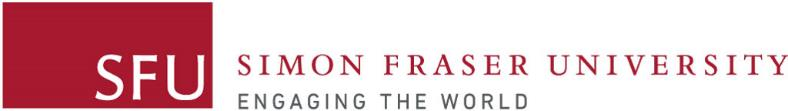 SFU
SIMON FRASER UNIVERSITY
ENGAGING THE WORLD